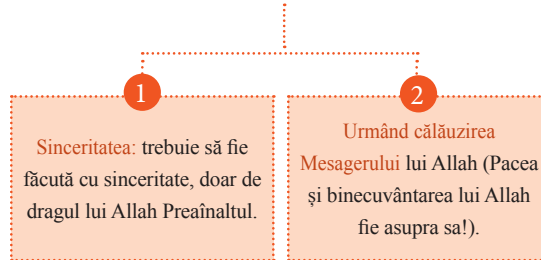 1
Sinceritatea: trebuie să fie
făcută cu sinceritate, doar de
dragul lui Allah Preaînaltul.
2
Urmând călăuzirea
Mesagerului lui Allah (Pacea
și binecuvântarea lui Allah
fie asupra sa!).